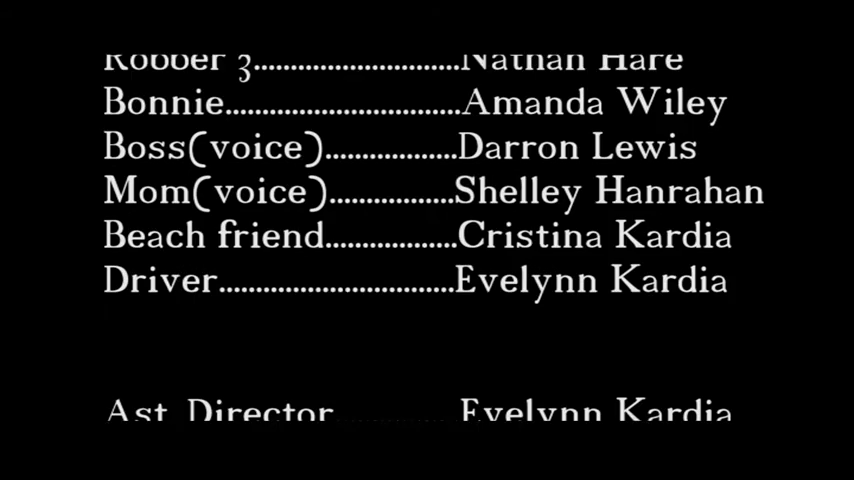 Robber 3............................Nathan Hare
Bonnie................................Amanda Wiley
Boss(voice)..................Darron Lewis
Mom(voice).................Shelley Hanrahan
Beach friend..................Cristina Kardia
Driver................................Evelynn Kardia
Ast. Director................Evelynn Kardia